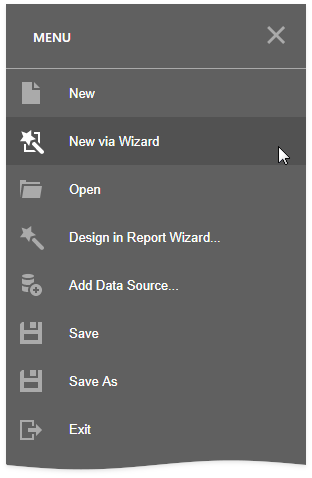 MENU
New
New via Wizard
Open
Design in Report Wizard...
Add Data Source...
Save
Save As
Exit